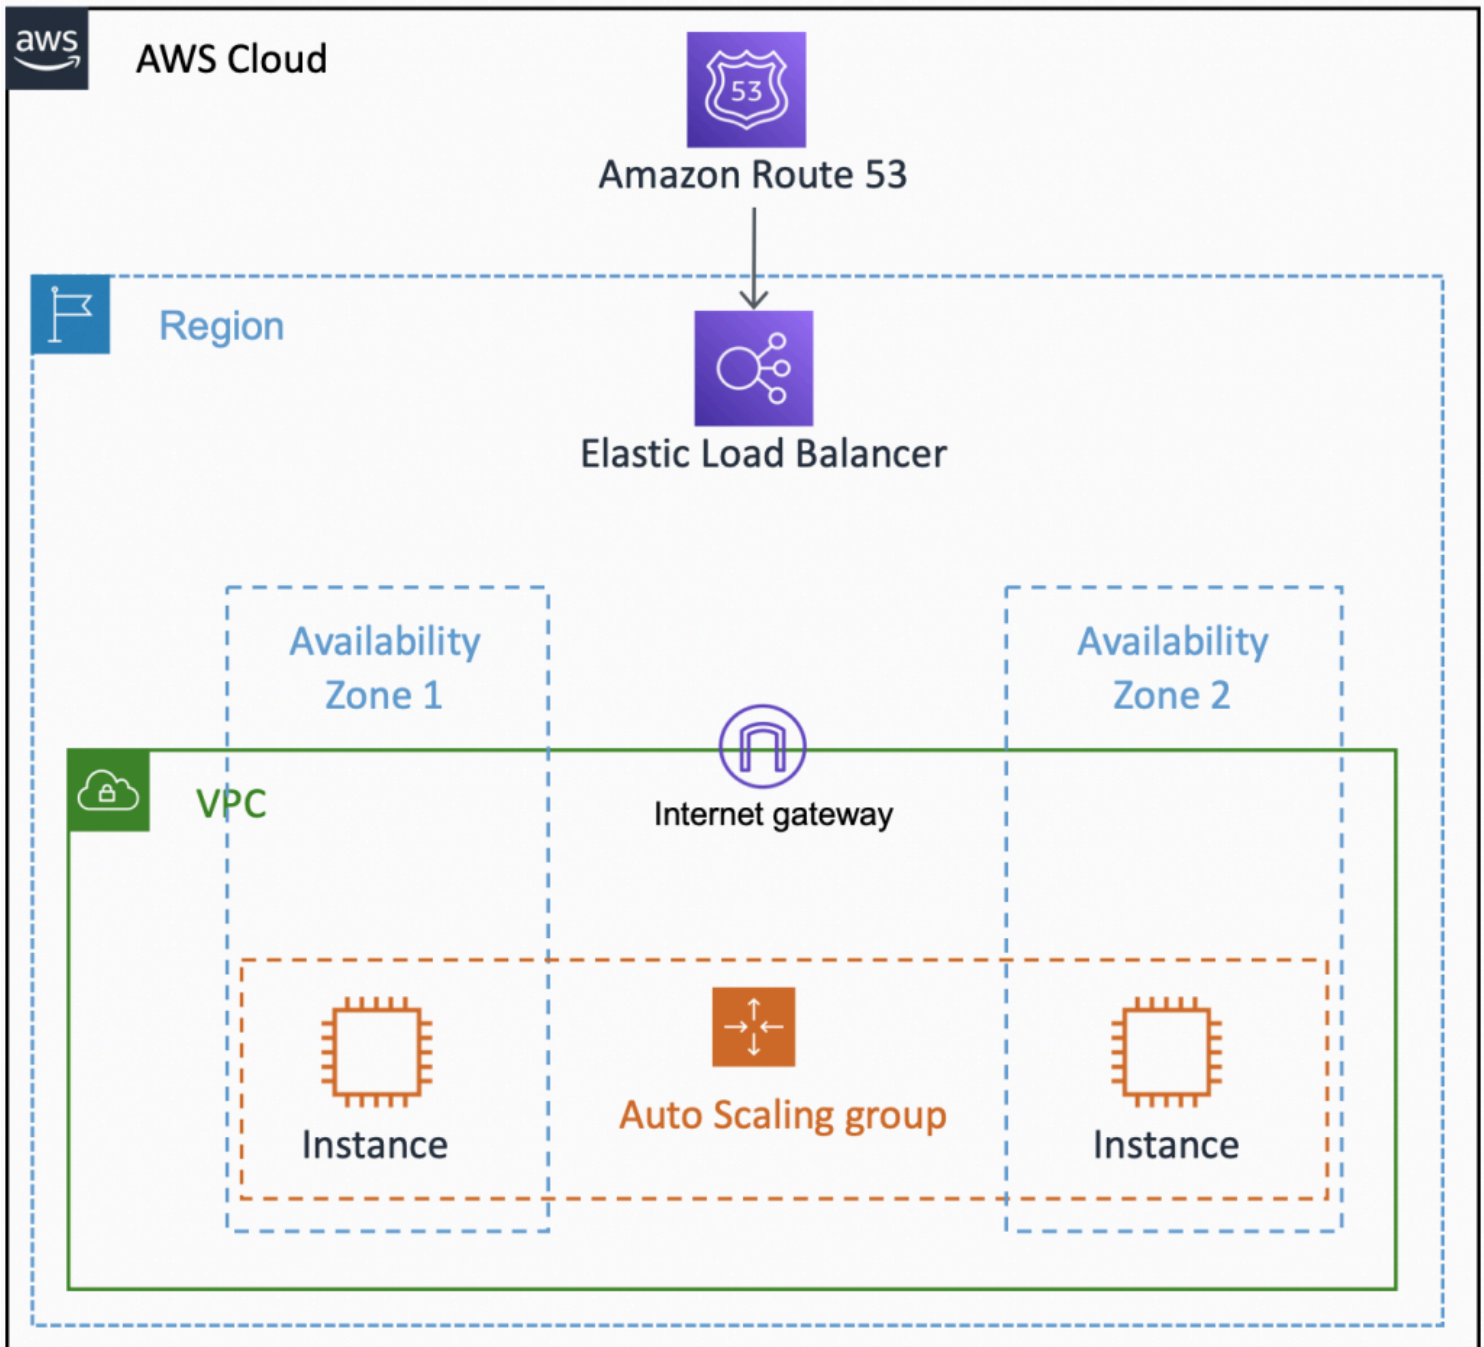 aws
AWS Cloud
53
Amazon Route 53
Region
Elastic Load Balancer
Availability
Zone 1
Availability
Zone 2
VPC
Internet gateway
Auto Scaling group
Instance
Instance